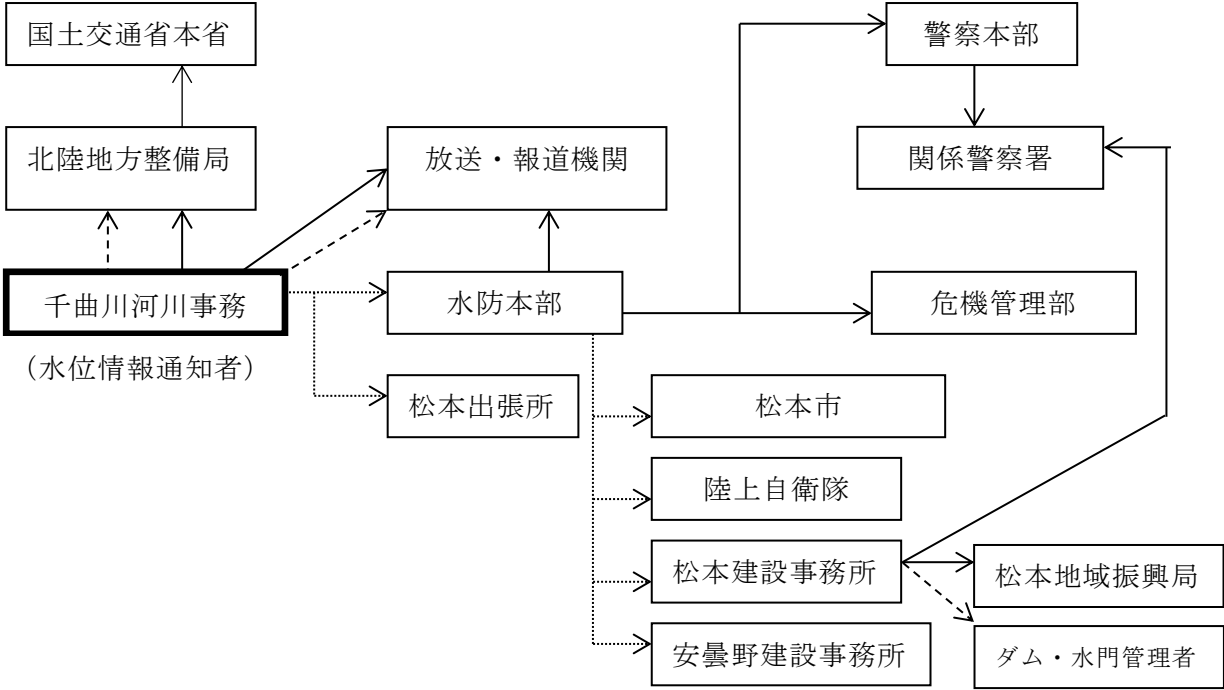 国土交通省本省
警察本部
北陸地方整備局
放送・報道機関
関係警察署
千曲川河川事務
水防本部
危機管理部
（水位情報通知者）
松本出張所
松本市
陸上自衛隊
松本建設事務所
松本地域振興局
安曇野建設事務所
ダム・水門管理者